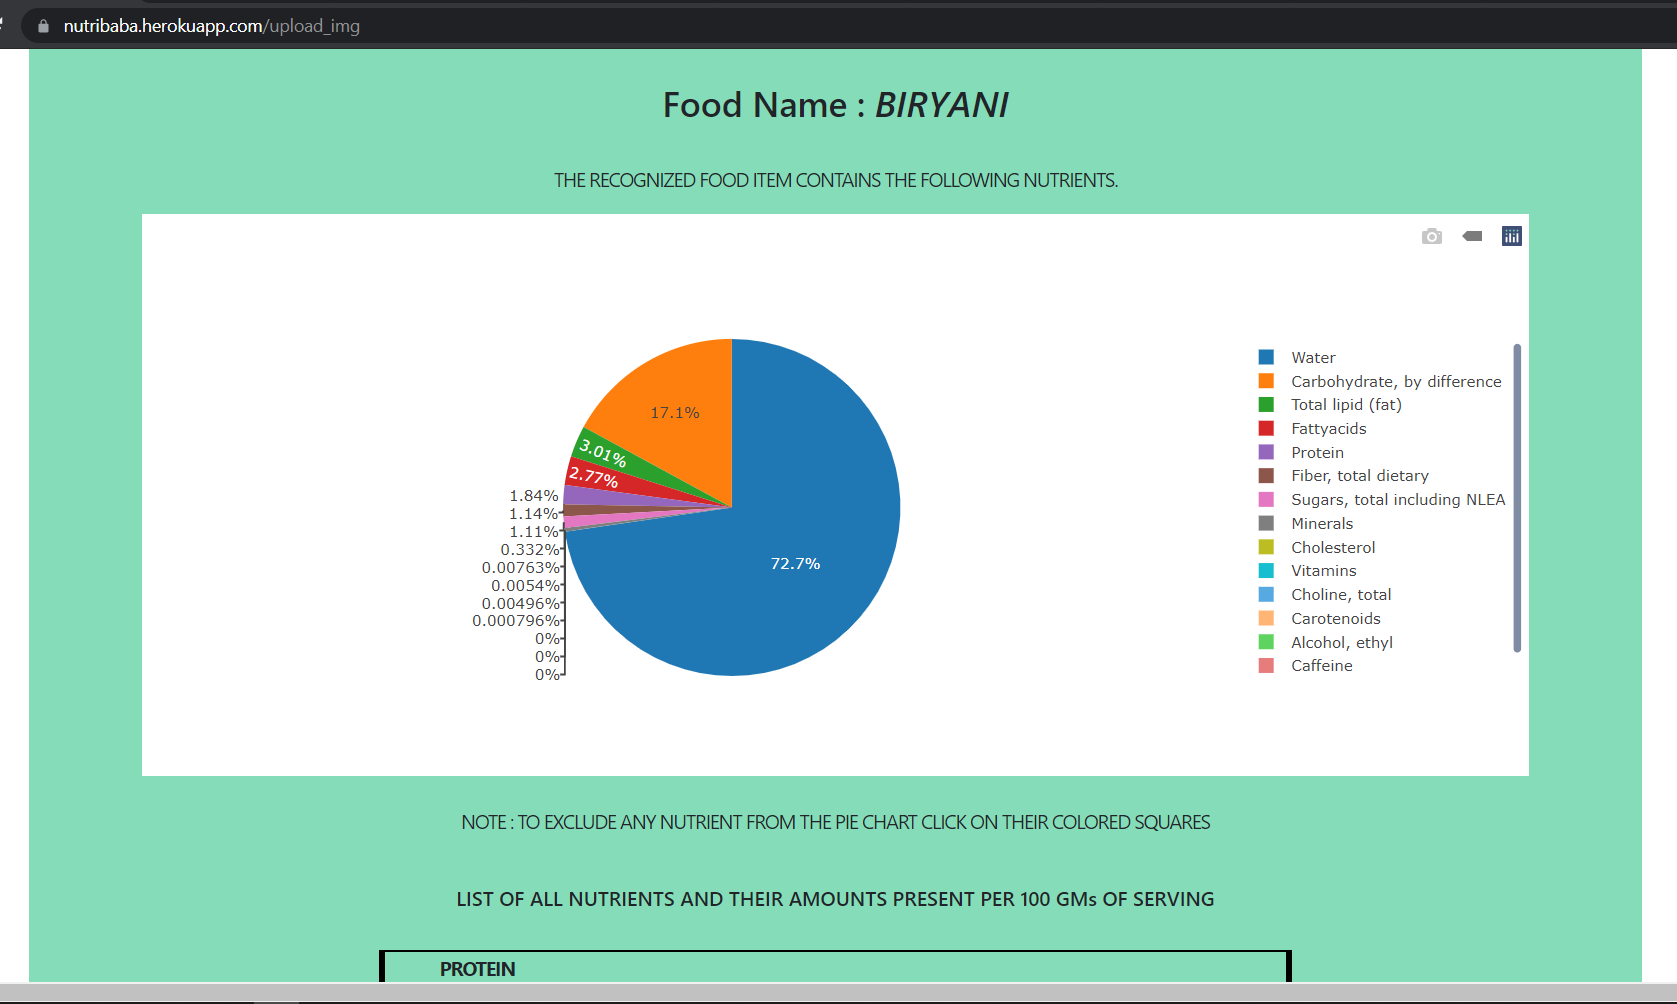 nutribaba.herokuapp.com/upload_img
Food Name : BIRYANI
THE RECOGNIZED FOOD ITEM CONTAINS THE FOLLOWING NUTRIENTS.
17.1%
3.01%
2.77%
1.84%
1.14%
1.11%
0.332%
0.00763%
0.0054%
0.00496%
0.000796%
0%
0%
0%
72.7%
Water
Carbohydrate, by difference
Total lipid (fat)
Fattyacids
Protein
Fiber, total dietary
Sugars, total including NLEA
Minerals
Cholesterol
Vitamins
Choline, total
Carotenoids
Alcohol, ethyl
Caffeine
NOTE : TO EXCLUDE ANY NUTRIENT FROM THE PIE CHART CLICK ON THEIR COLORED SQUARES
LIST OF ALL NUTRIENTS AND THEIR AMOUNTS PRESENT PER 100 GMs OF SERVING
PROTEIN